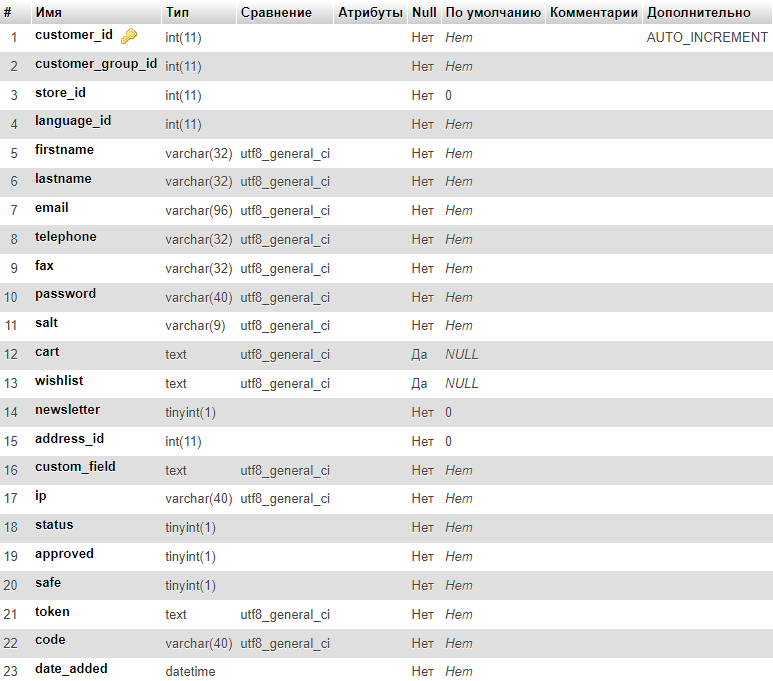 # Имя Тип Сравнение Атрибуты Null По умолчанию Комментарии Дополнительно
1 customer_id int(11) Нет Нет AUTO_INCREMENT
2 customer_group_id int(11) Нет Нет
3 store_id int(11) Нет 0
4 language_id int(11) Нет Нет
5 firstname varchar(32) utf8_general_ci Нет Нет
6 lastname varchar(32) utf8_general_ci Нет Нет
7 email varchar(96) utf8_general_ci Нет Нет
8 telephone varchar(32) utf8_general_ci Нет Нет
9 fax varchar(32) utf8_general_ci Нет Нет
10 password varchar(40) utf8_general_ci Нет Нет
11 salt varchar(9) utf8_general_ci Нет Нет
12 cart text utf8_general_ci Да NULL
13 wishlist text utf8_general_ci Да NULL
14 newsletter tinyint(1) Нет 0
15 address_id int(11) Нет 0
16 custom_field text utf8_general_ci Нет Нет
17 ip varchar(40) utf8_general_ci Нет Нет
18 status tinyint(1) Нет Нет
19 approved tinyint(1) Нет Нет
20 safe tinyint(1) Нет Нет
21 token text utf8_general_ci Нет Нет
22 code varchar(40) utf8_general_ci Нет Нет
23 date_added datetime Нет Нет